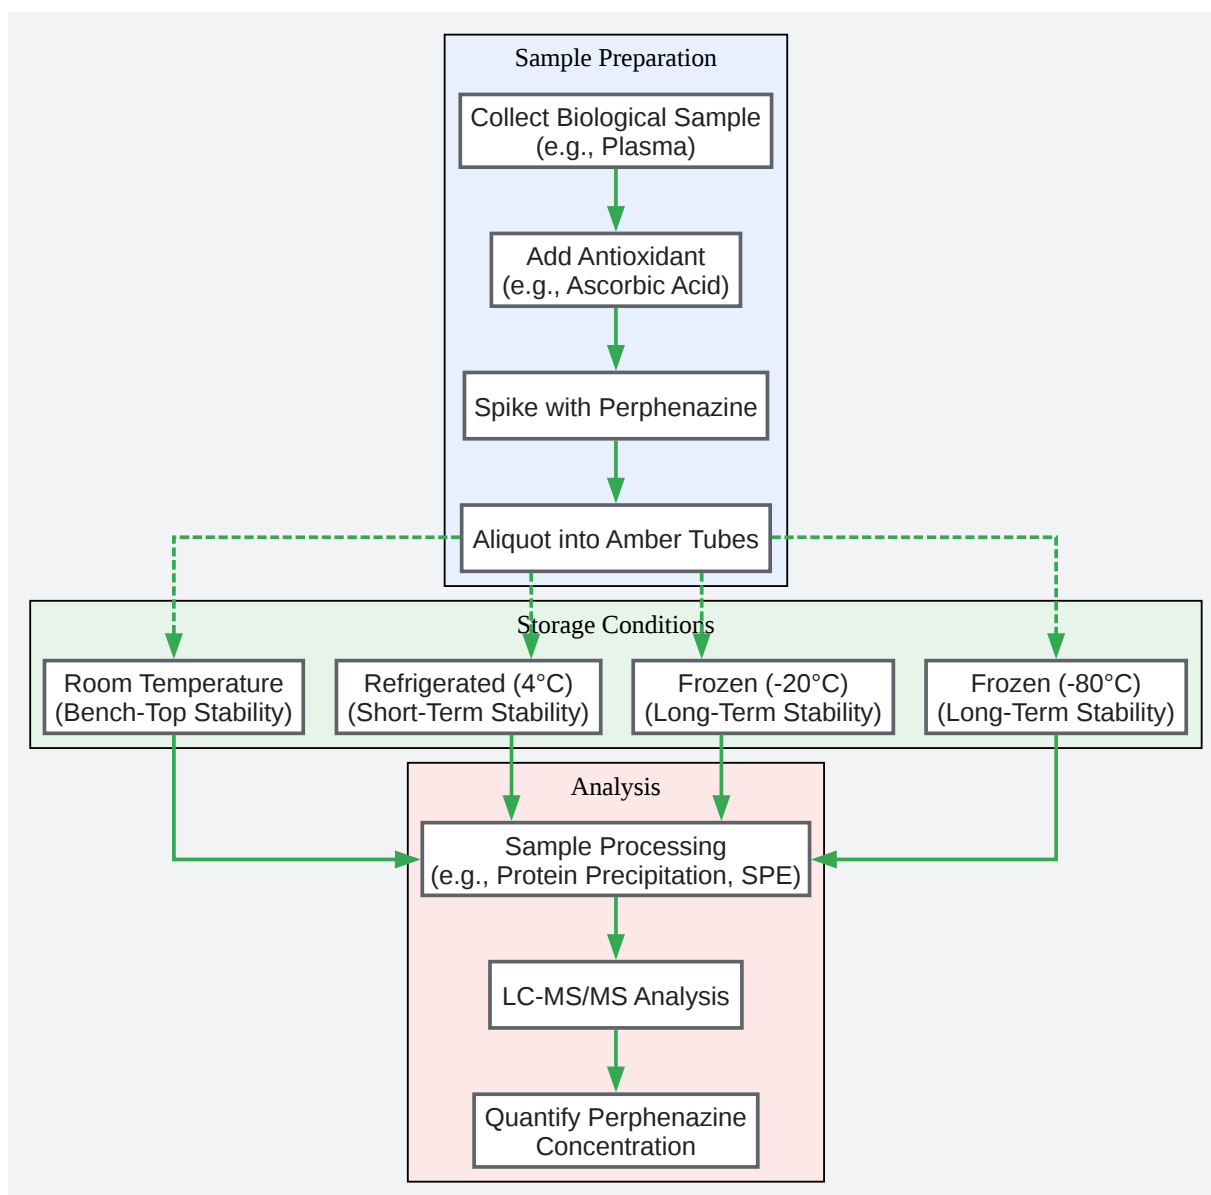 Sample Preparation
Collect Biological Sample
(e.g., Plasma)
Add Antioxidant
(e.g., Ascorbic Acid)
Spike with Perphenazine
Aliquot into Amber Tubes
Storage Conditions
Room Temperature
(Bench-Top Stability)
Refrigerated (4°C)
(Short-Term Stability)
Frozen (-20°C)
(Long-Term Stability)
Frozen (-80°C)
(Long-Term Stability)
Analysis
Sample Processing
(e.g., Protein Precipitation, SPE)
LC-MS/MS Analysis
Quantify Perphenazine
Concentration